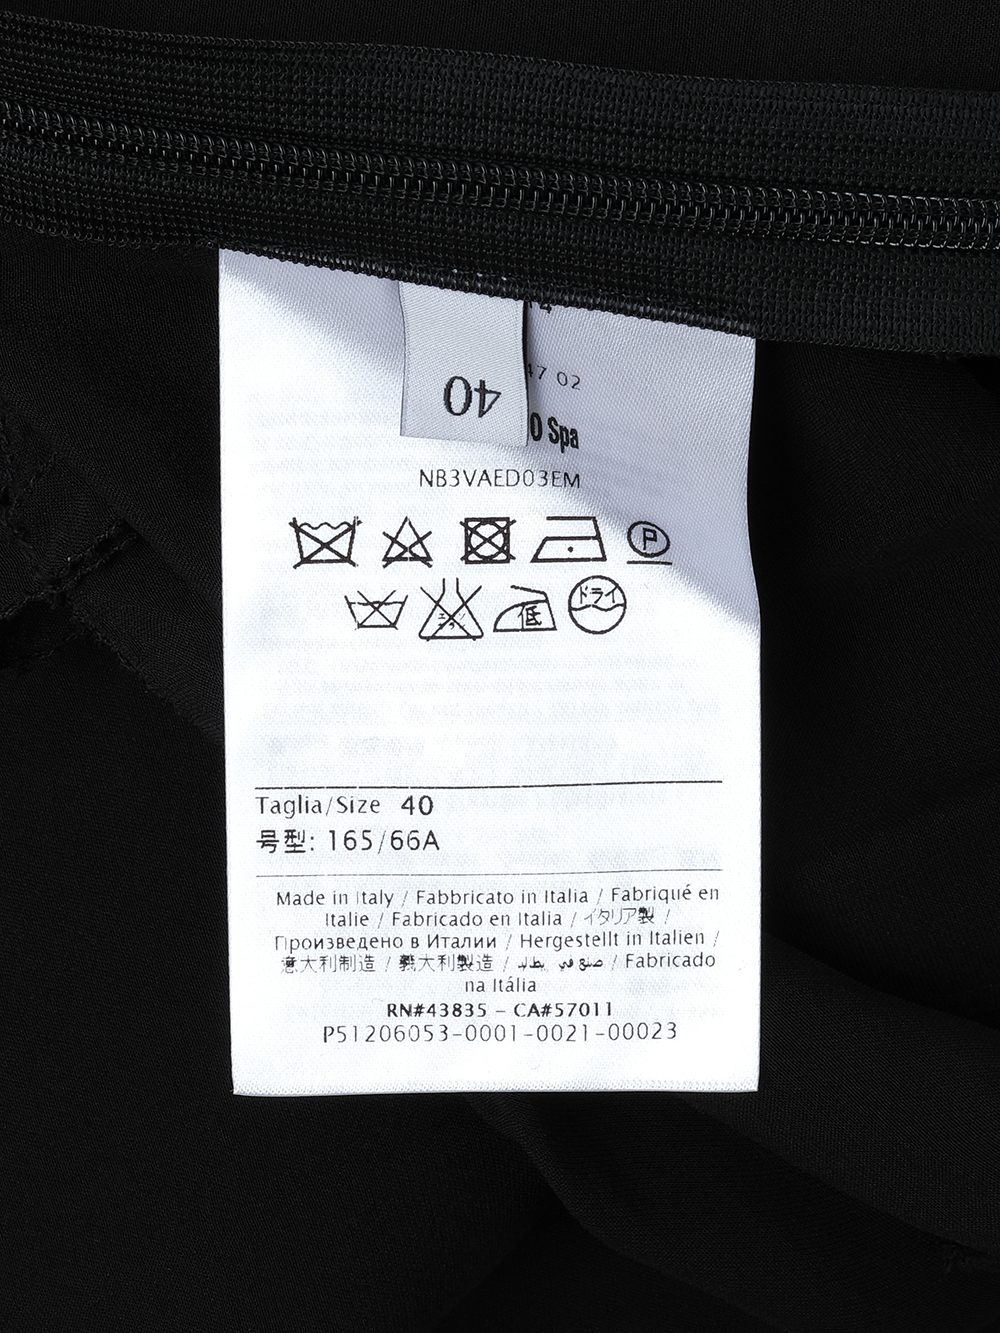 14
47 02
40
O Spa
NB3VAED03EM
P
ドライ
低
Taglia/Size 40
号型: 165/66A
Made in Italy / Fabbricato in Italia / Fabriqué en
Italie / Fabricado en Italia / イタリア製 /
Произведено в Италии / Hergestellt in Italien /
意大利制造 / 義大利製造 / صنع في يطاليا / Fabricado
na Itália
RN#43835 - CA#57011
P51206053-0001-0021-00023